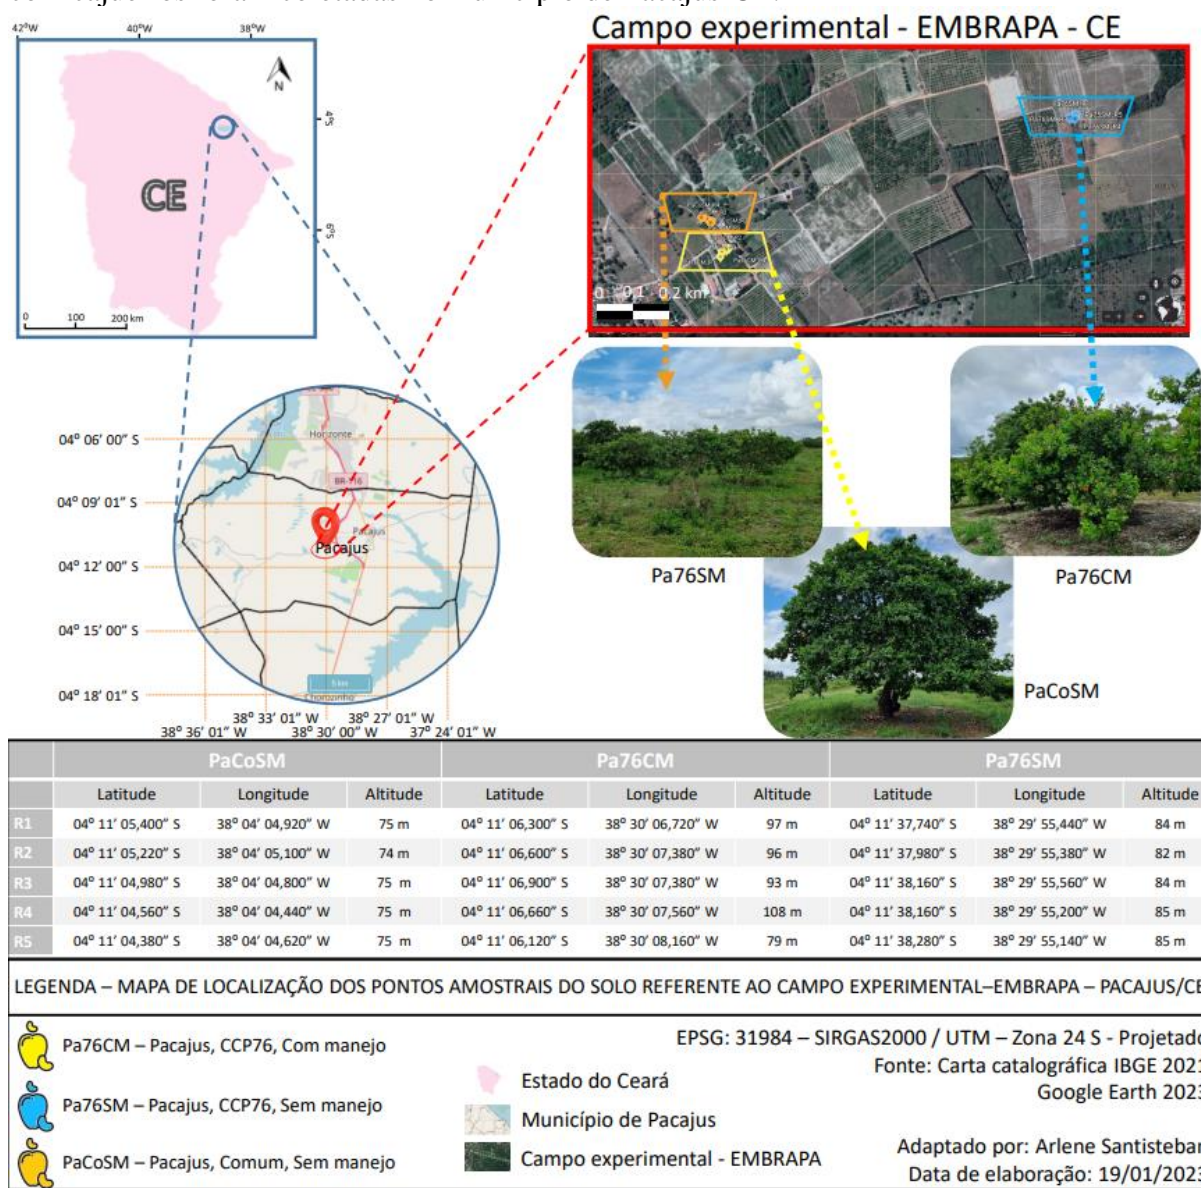 42°W 40°W 38°W
Campo experimental - EMBRAPA - CE
N
4°S
CE
6°S
0 100 200 km
0 0,1 0,2 km
04° 06' 00" S
04° 09' 01" S
04° 12' 00" S
04° 15' 00" S
04° 18' 01" S
Horizonte
BR-116
Pacajus
Pacajus
5 km
Chorozinho
38° 33' 01" W 38° 27' 01" W
38° 36' 01" W 38° 30' 00" W 37° 24' 01" W
Pa76SM
Pa76CM
PaCoSM
PaCoSM Pa76CM Pa76SM
Latitude Longitude Altitude Latitude Longitude Altitude Latitude Longitude Altitude
R1 04° 11' 05,400" S 38° 04' 04,920" W 75 m 04° 11' 06,300" S 38° 30' 06,720" W 97 m 04° 11' 37,740" S 38° 29' 55,440" W 84 m
R2 04° 11' 05,220" S 38° 04' 05,100" W 74 m 04° 11' 06,600" S 38° 30' 07,380" W 96 m 04° 11' 37,980" S 38° 29' 55,380" W 82 m
R3 04° 11' 04,980" S 38° 04' 04,800" W 75 m 04° 11' 06,900" S 38° 30' 07,380" W 93 m 04° 11' 38,160" S 38° 29' 55,560" W 84 m
R4 04° 11' 04,560" S 38° 04' 04,440" W 75 m 04° 11' 06,660" S 38° 30' 07,560" W 108 m 04° 11' 38,160" S 38° 29' 55,200" W 85 m
R5 04° 11' 04,380" S 38° 04' 04,620" W 75 m 04° 11' 06,120" S 38° 30' 08,160" W 79 m 04° 11' 38,280" S 38° 29' 55,140" W 85 m
LEGENDA – MAPA DE LOCALIZAÇÃO DOS PONTOS AMOSTRAIS DO SOLO REFERENTE AO CAMPO EXPERIMENTAL–EMBRAPA – PACAJUS/CE
Pa76CM – Pacajus, CCP76, Com manejo
Pa76SM – Pacajus, CCP76, Sem manejo
PaCoSM – Pacajus, Comum, Sem manejo
Estado do Ceará
Município de Pacajus
Campo experimental - EMBRAPA
EPSG: 31984 – SIRGAS2000 / UTM – Zona 24 S - Projetado
Fonte: Carta catalográfica IBGE 2021
Google Earth 2023
Adaptado por: Arlene Santisteban
Data de elaboração: 19/01/2023